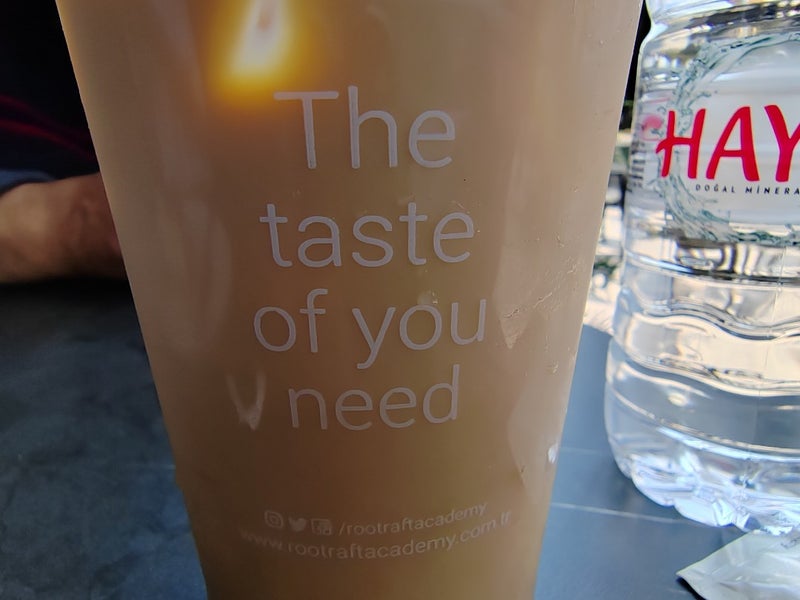 The
taste
of you
need
/rootraftacademy
www.rootraftacademy.com.tr
HAY
DOĞAL MİNERA